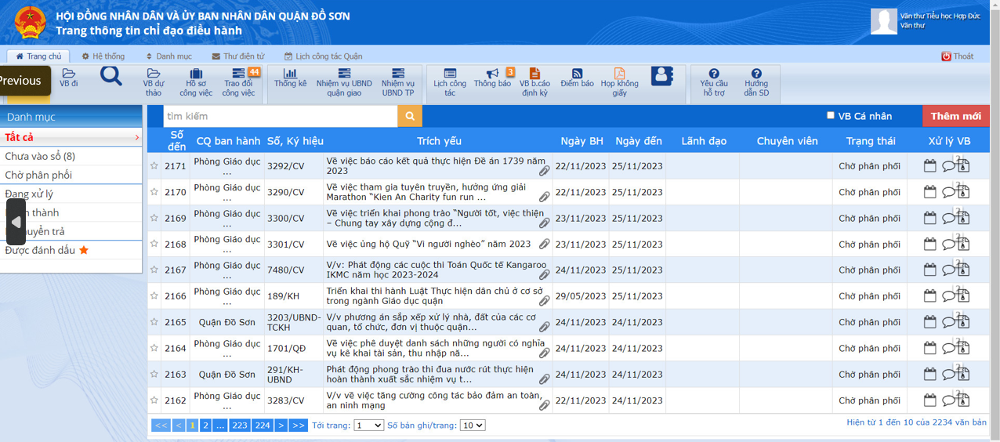 HỘI ĐỒNG NHÂN DÂN VÀ ỦY BAN NHÂN DÂN QUẬN ĐỒ SƠN
Trang thông tin chỉ đạo điều hành
Văn thư Tiểu học Hợp Đức
Văn thư
Trang chủ Hệ thống Danh mục Thư điện tử Lịch công tác Quận Thoát
Previous
VB đi
VB dự thảo
Hồ sơ công việc
Trao đổi công việc 44
Thống kê
Nhiệm vụ UBND quận giao
Nhiệm vụ UBND TP
Lịch công tác
Thông báo 3
VB b.cáo định kỳ
Điểm báo
Họp không giấy
Yêu cầu hỗ trợ
Hướng dẫn SD
Danh mục
Tất cả
Chưa vào sổ (8)
Chờ phân phối
Đang xử lý
thành
uyển trả
Được đánh dấu
tìm kiếm
VB Cá nhân
Thêm mới
Số đến CQ ban hành Số, Ký hiệu Trích yếu Ngày BH Ngày đến Lãnh đạo Chuyên viên Trạng thái Xử lý VB
2171 Phòng Giáo dục ... 3292/CV Về việc báo cáo kết quả thực hiện Đề án 1739 năm 2023 22/11/2023 25/11/2023 Chờ phân phối
2170 Phòng Giáo dục ... 3290/CV Về việc tham gia tuyên truyền, hưởng ứng giải Marathon “Kien An Charity fun run ... 22/11/2023 25/11/2023 Chờ phân phối
2169 Phòng Giáo dục ... 3300/CV Về việc triển khai phong trào “Người tốt, việc thiện – Chung tay xây dựng cộng đ... 23/11/2023 25/11/2023 Chờ phân phối
2168 Phòng Giáo dục ... 3301/CV Về việc ủng hộ Quỹ “Vì người nghèo” năm 2023 23/11/2023 25/11/2023 Chờ phân phối
2167 Phòng Giáo dục ... 7480/CV V/v: Phát động các cuộc thi Toán Quốc tế Kangaroo IKMC năm học 2023-2024 24/11/2023 25/11/2023 Chờ phân phối
2166 Phòng Giáo dục ... 189/KH Triển khai thi hành Luật Thực hiện dân chủ ở cơ sở trong ngành Giáo dục quận 29/05/2023 25/11/2023 Chờ phân phối
2165 Quận Đồ Sơn 3203/UBND-TCKH V/v phương án sắp xếp xử lý nhà, đất của các cơ quan, tổ chức, đơn vị thuộc quận... 24/11/2023 24/11/2023 Chờ phân phối
2164 Phòng Giáo dục ... 1701/QĐ Về việc phê duyệt danh sách những người có nghĩa vụ kê khai tài sản, thu nhập nă... 24/11/2023 24/11/2023 Chờ phân phối
2163 Quận Đồ Sơn 291/KH-UBND Phát động phong trào thi đua nước rút thực hiện hoàn thành xuất sắc nhiệm vụ t... 24/11/2023 24/11/2023 Chờ phân phối
2162 Phòng Giáo dục ... 3283/CV V/v về việc tăng cường công tác bảo đảm an toàn, an ninh mạng 22/11/2023 24/11/2023 Chờ phân phối
<< < 1 2 ... 223 224 > >> Tới trang: 1 Số bản ghi/trang: 10
Hiện từ 1 đến 10 của 2234 văn bản